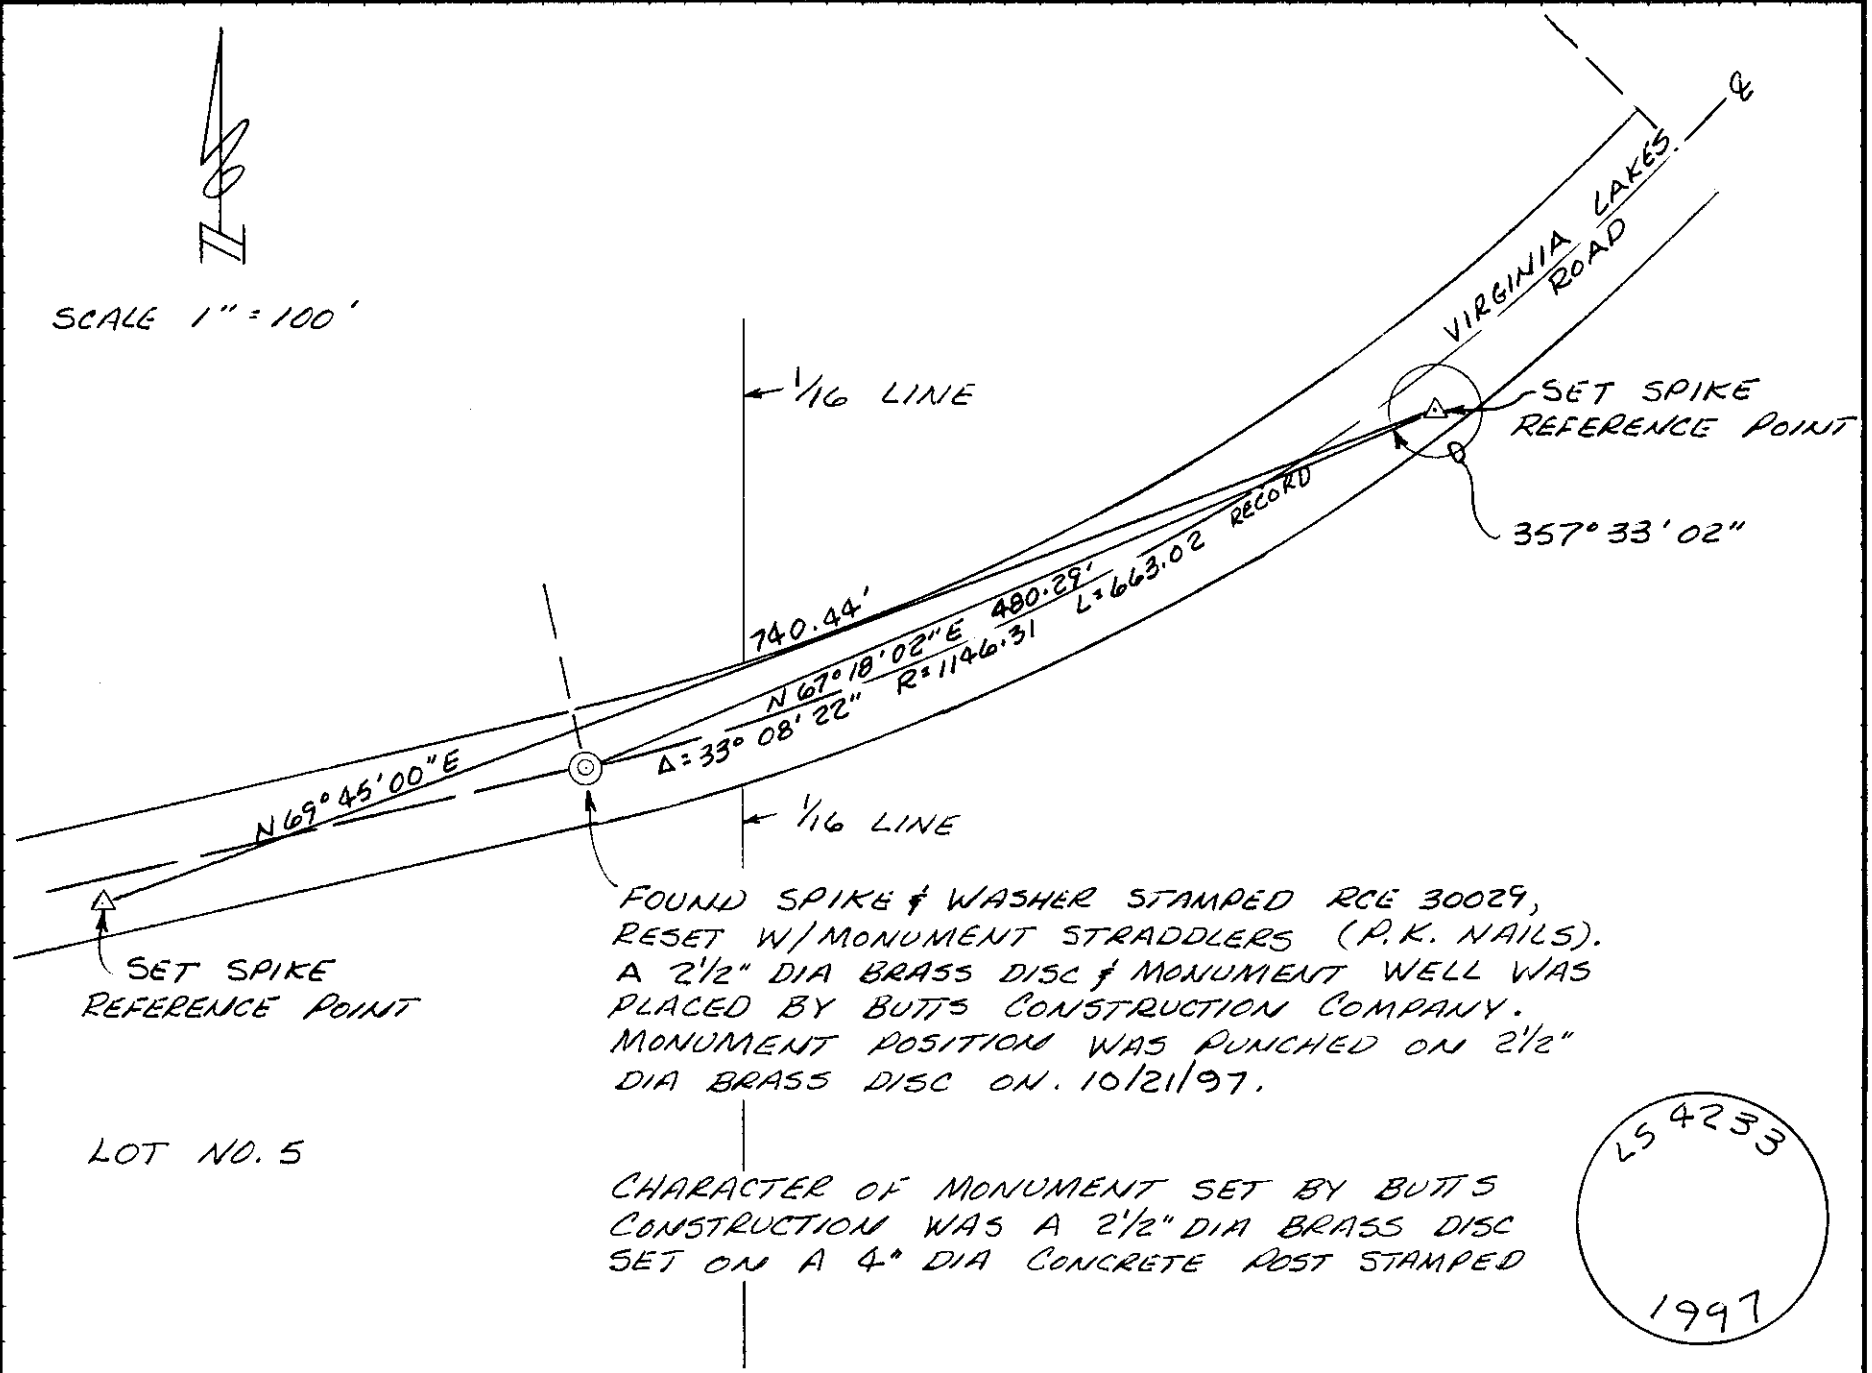 SCALE 1" = 100'
1/16 LINE
VIRGINIA LAKES
ROAD
SET SPIKE
REFERENCE POINT
357° 33' 02"
740.44'
N 69° 45' 00" E
N 67° 18' 02" E 480.29'
Δ = 33° 08' 22" R = 1146.31 L = 663.02 RECORD
1/16 LINE
SET SPIKE
REFERENCE POINT
FOUND SPIKE & WASHER STAMPED RCE 30029,
RESET W/ MONUMENT STRADDLERS (P.K. NAILS).
A 2 1/2" DIA BRASS DISC & MONUMENT WELL WAS
PLACED BY BUTTS CONSTRUCTION COMPANY.
MONUMENT POSITION WAS PUNCHED ON 2 1/2"
DIA BRASS DISC ON. 10/21/97.
LOT NO. 5
CHARACTER OF MONUMENT SET BY BUTTS
CONSTRUCTION WAS A 2 1/2" DIA BRASS DISC
SET ON A 4" DIA CONCRETE POST STAMPED
LS 4233
1997